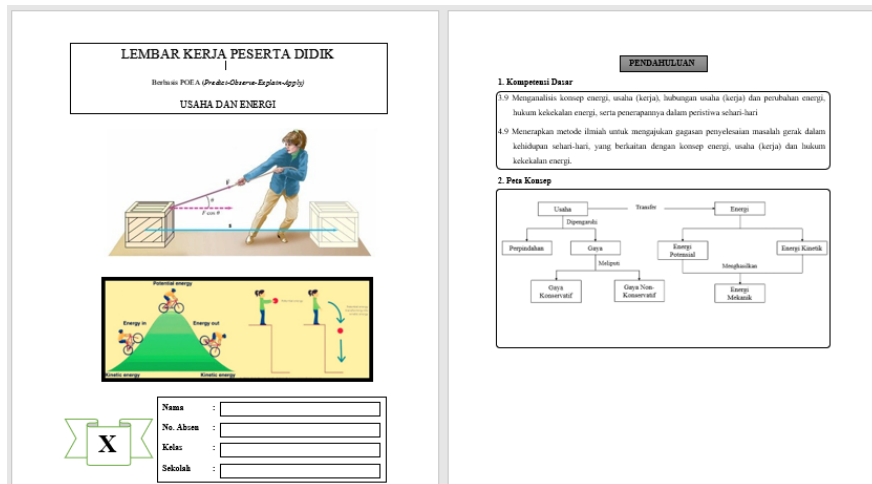 LEMBAR KERJA PESERTA DIDIK
Berbasis POEA (Predict-Observe-Explain-Apply)
USAHA DAN ENERGI
F
θ
F cos θ
s
Potential energy
Energy in
Energy out
Kinetic energy
Kinetic energy
X
Nama :
No. Absen :
Kelas :
Sekolah :
PENDAHULUAN
1. Kompetensi Dasar
3.9 Menganalisis konsep energi, usaha (kerja), hubungan usaha (kerja) dan perubahan energi,
hukum kekekalan energi, serta penerapannya dalam peristiwa sehari-hari
4.9 Menerapkan metode ilmiah untuk mengajukan gagasan penyelesaian masalah gerak dalam
kehidupan sehari-hari, yang berkaitan dengan konsep energi, usaha (kerja) dan hukum
kekekalan energi.
2. Peta Konsep
Usaha
Transfer
Energi
Dipengaruhi
Perpindahan
Gaya
Energi
Potensial
Energi Kinetik
Meliputi
Menghasilkan
Gaya
Konservatif
Gaya Non-
Konservatif
Energi
Mekanik